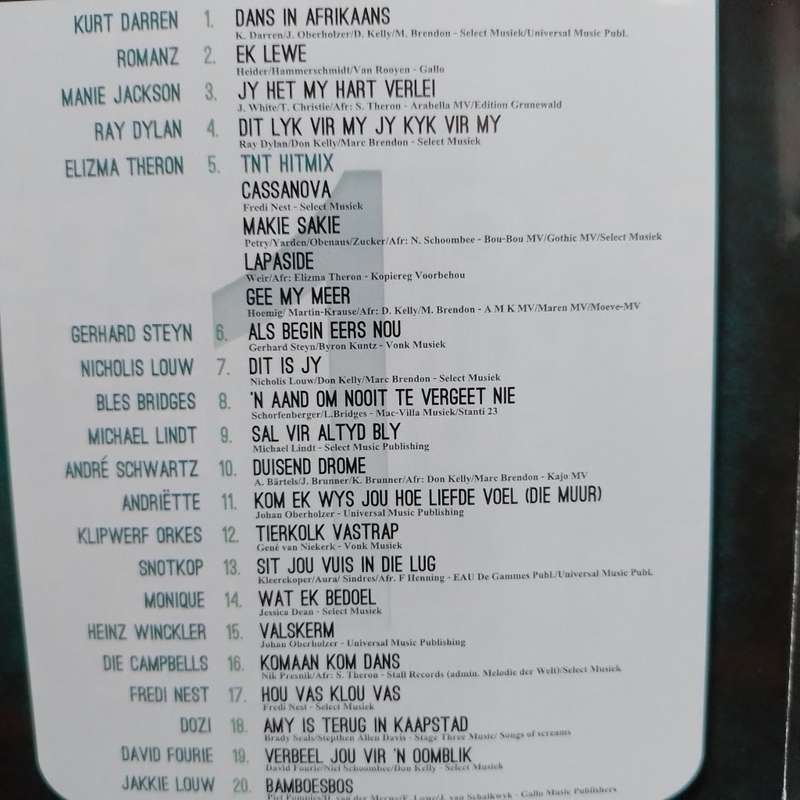 KURT DARREN 1. DANS IN AFRIKAANS
K. Darren/J. Oberholzer/D. Kelly/M. Brendon - Select Musiek/Universal Music Publ.
ROMANZ 2. EK LEWE
Heider/Hammerschmidt/Van Rooyen - Gallo
MANIE JACKSON 3. JY HET MY HART VERLEI
J. White/T. Christie/Afr: S. Theron - Arabella MV/Edition Grunewald
RAY DYLAN 4. DIT LYK VIR MY JY KYK VIR MY
Ray Dylan/Don Kelly/Marc Brendon - Select Musiek
ELIZMA THERON 5. TNT HITMIX
CASSANOVA
Fredi Nest - Select Musiek
MAKIE SAKIE
Petry/Yarden/Obenaus/Zucker/Afr: N. Schoombee - Bou-Bou MV/Gothic MV/Select Musiek
LAPASIDE
Weir/Afr: Elizma Theron - Kopiereg Voorbehou
GEE MY MEER
Hoemig/ Martin-Krause/Afr: D. Kelly/M. Brendon - A M K MV/Maren MV/Moeve-MV
GERHARD STEYN 6. ALS BEGIN EERS NOU
Gerhard Steyn/Byron Kuntz - Vonk Musiek
NICHOLIS LOUW 7. DIT IS JY
Nicholis Louw/Don Kelly/Marc Brendon - Select Musiek
BLES BRIDGES 8. 'N AAND OM NOOIT TE VERGEET NIE
Schorfenberger/L.Bridges - Mac-Villa Musiek/Stanti 23
MICHAEL LINDT 9. SAL VIR ALTYD BLY
Michael Lindt - Select Music Publishing
ANDRÉ SCHWARTZ 10. DUISEND DROME
A. Bärtels/J. Brunner/K. Brunner/Afr: Don Kelly/Marc Brendon - Kajo MV
ANDRIËTTE 11. KOM EK WYS JOU HOE LIEFDE VOEL (DIE MUUR)
Johan Oberholzer - Universal Music Publishing
KLIPWERF ORKES 12. TIERKOLK VASTRAP
Gené van Niekerk - Vonk Musiek
SNOTKOP 13. SIT JOU VUIS IN DIE LUG
Kleerekoper/Aura/ Sindres/Afr. F Henning - EAU De Gammes Publ./Universal Music Publ.
MONIQUE 14. WAT EK BEDOEL
Jessica Dean - Select Musiek
HEINZ WINCKLER 15. VALSKERM
Johan Oberholzer - Universal Music Publishing
DIE CAMPBELLS 16. KOMAAN KOM DANS
Nik Presnik/Afr: S. Theron - Stall Records (admin. Melodie der Welt)/Select Musiek
FREDI NEST 17. HOU VAS KLOU VAS
Fredi Nest - Select Musiek
DOZI 18. AMY IS TERUG IN KAAPSTAD
Brady Seals/Stepthen Allen Davis - Stage Three Music/ Songs of screams
DAVID FOURIE 19. VERBEEL JOU VIR 'N OOMBLIK
David Fourie/Niel Schoombee/Don Kelly - Select Musiek
JAKKIE LOUW 20. BAMBOESBOS
van der Merwe/F. Louw/J. van Schalkwyk - Gallo Music Publishers